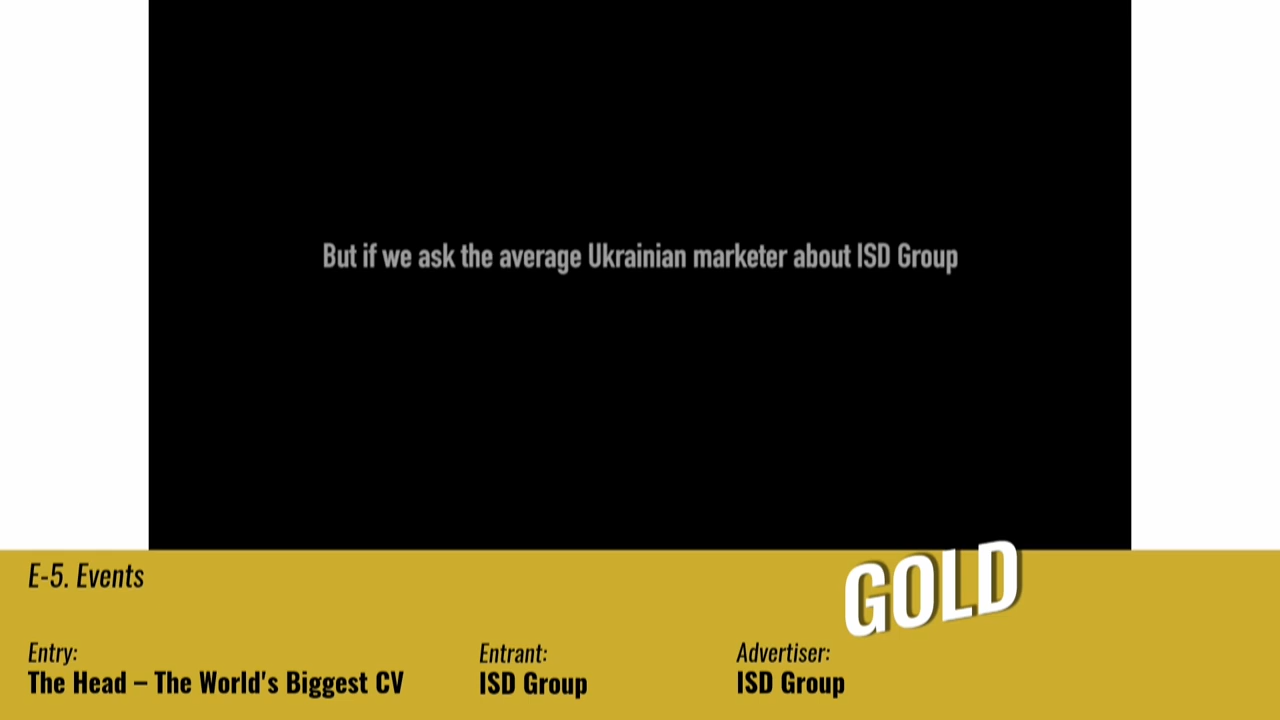 But if we ask the average Ukrainian marketer about ISD Group
GOLD
E-5. Events
Entry:
The Head – The World's Biggest CV
Entrant:
ISD Group
Advertiser:
ISD Group